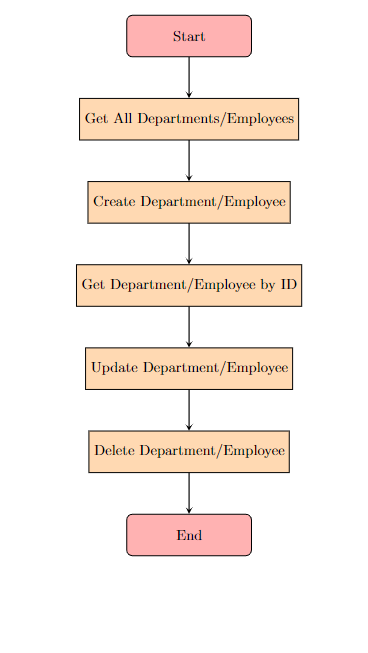 Start
Get All Departments/Employees
Create Department/Employee
Get Department/Employee by ID
Update Department/Employee
Delete Department/Employee
End